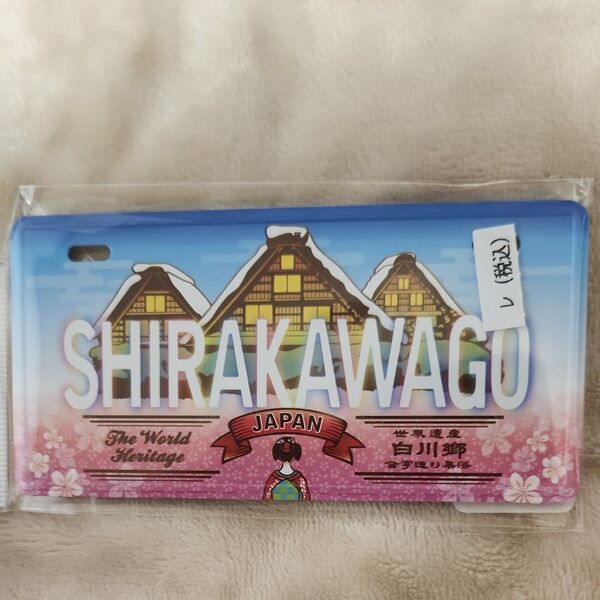 レ (税込)
SHIRAKAWAGO
JAPAN
The World
Heritage
世界遺産
白川郷
合掌造り集落